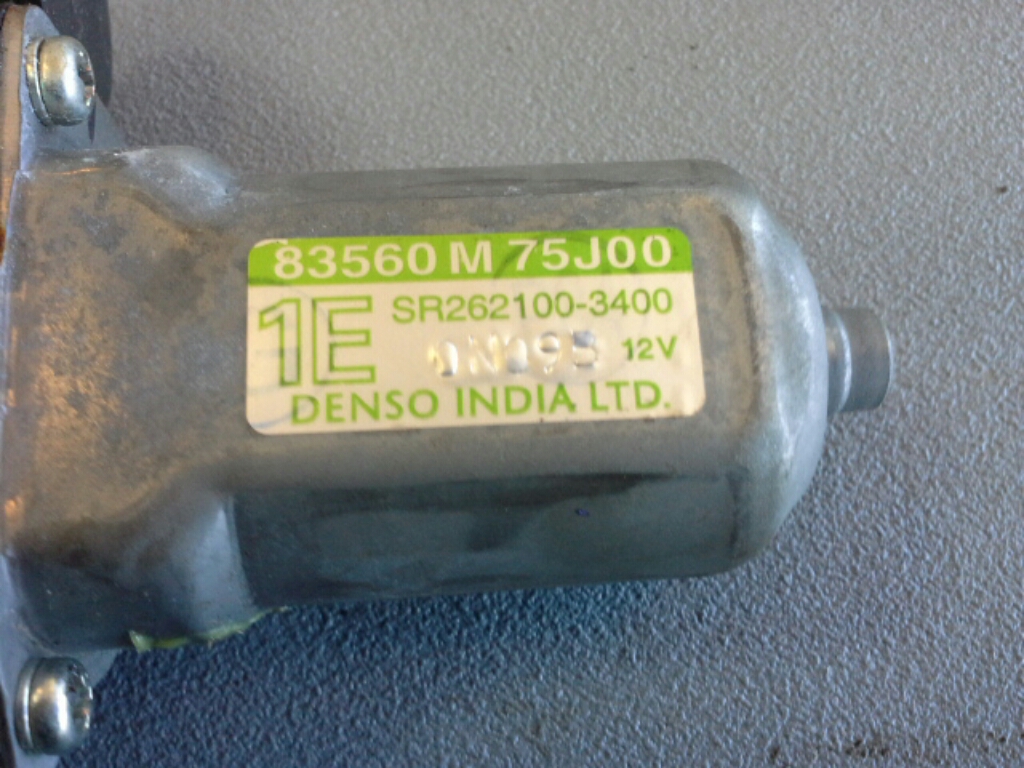 83560 M 75J00
1E SR262100-3400
12V
DENSO INDIA LTD.